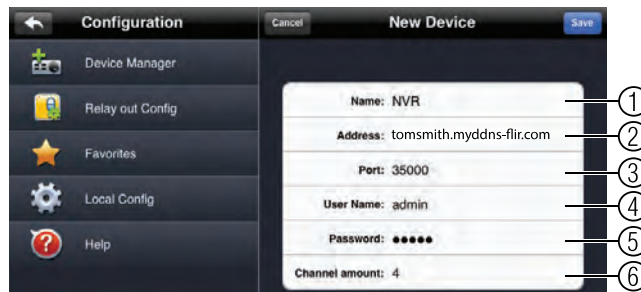 Configuration
Device Manager
Relay out Config
Favorites
Local Config
Help
Cancel New Device Save
Name: NVR 1
Address: tomsmith.myddns-flir.com 2
Port: 35000 3
User Name: admin 4
Password: ●●●●● 5
Channel amount: 4 6